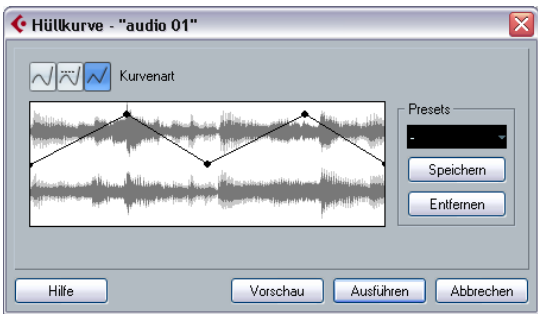 Hüllkurve - "audio 01"
Kurvenart
Presets
-
Speichern
Entfernen
Hilfe
Vorschau
Ausführen
Abbrechen